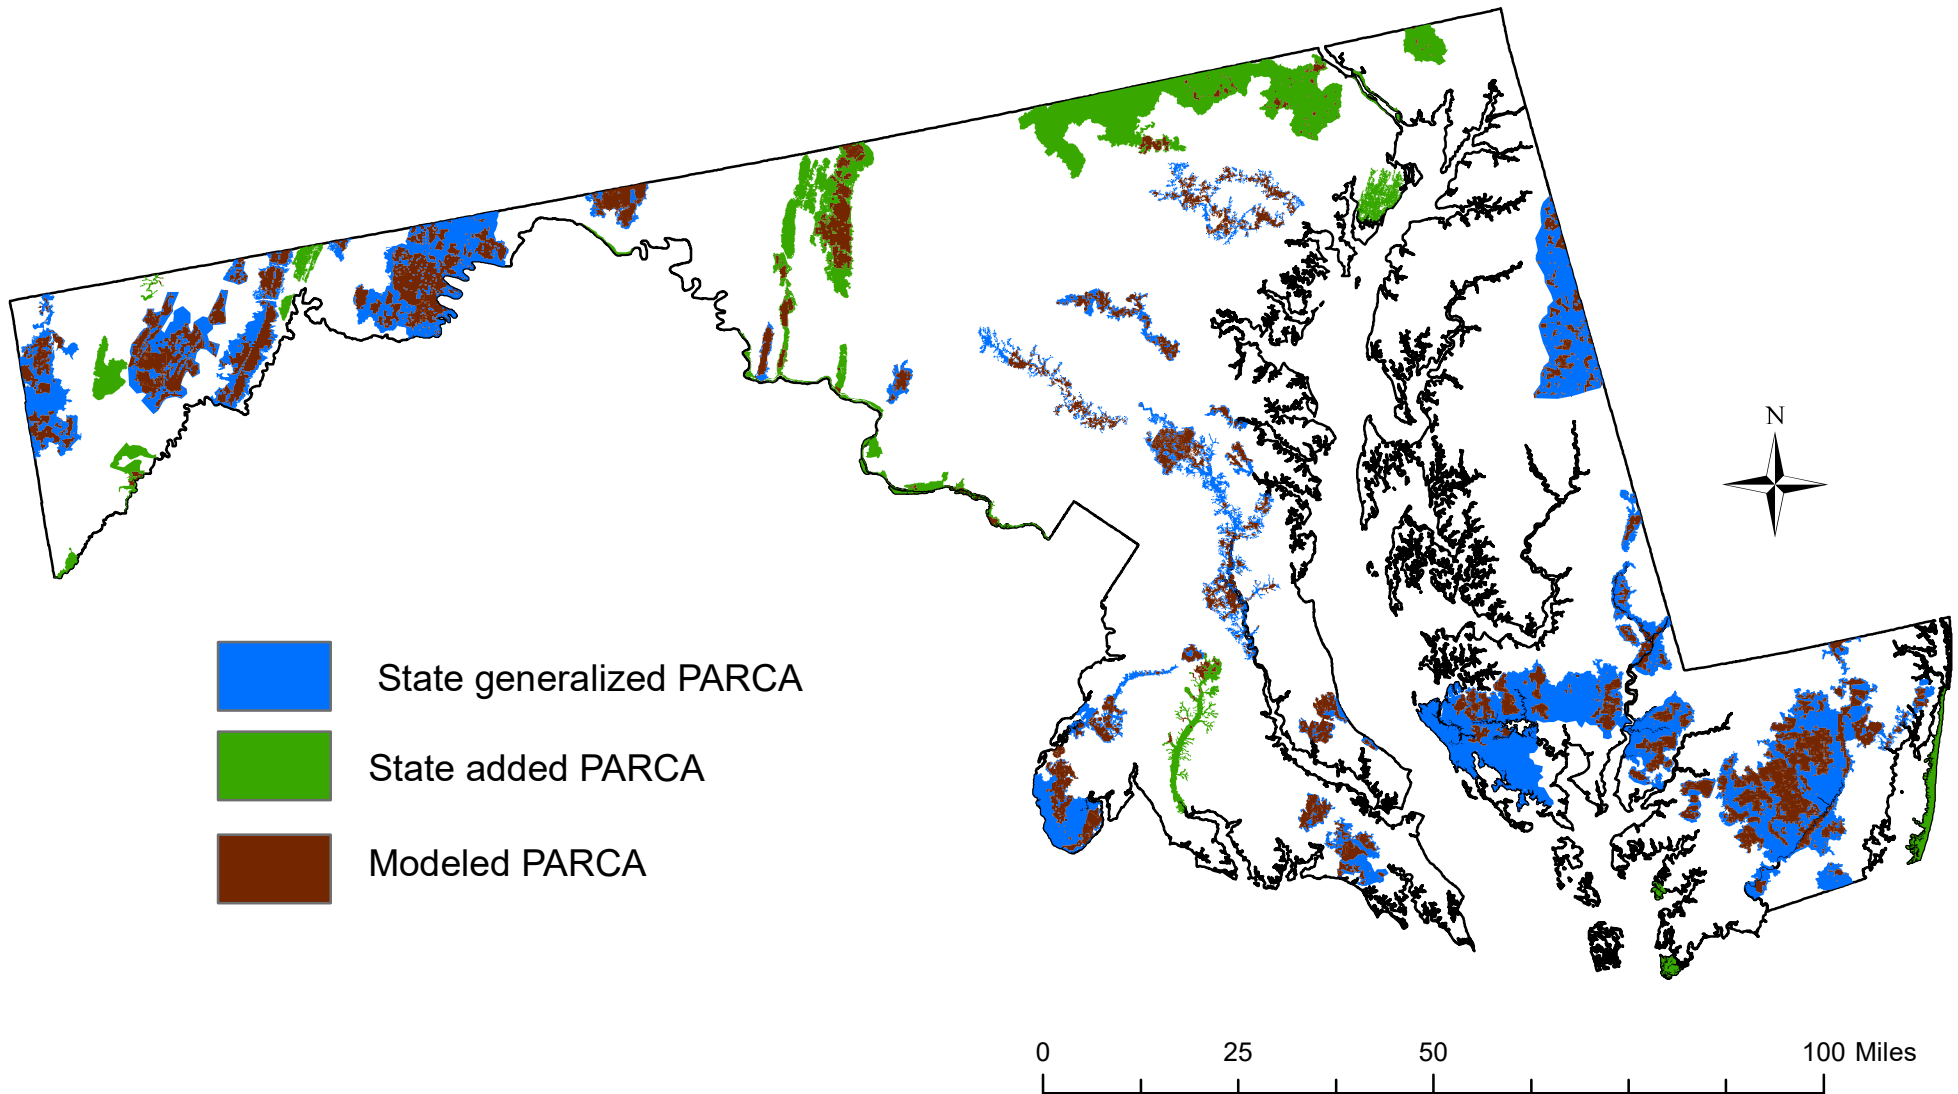 N
State generalized PARCA
State added PARCA
Modeled PARCA
0 25 50 100 Miles